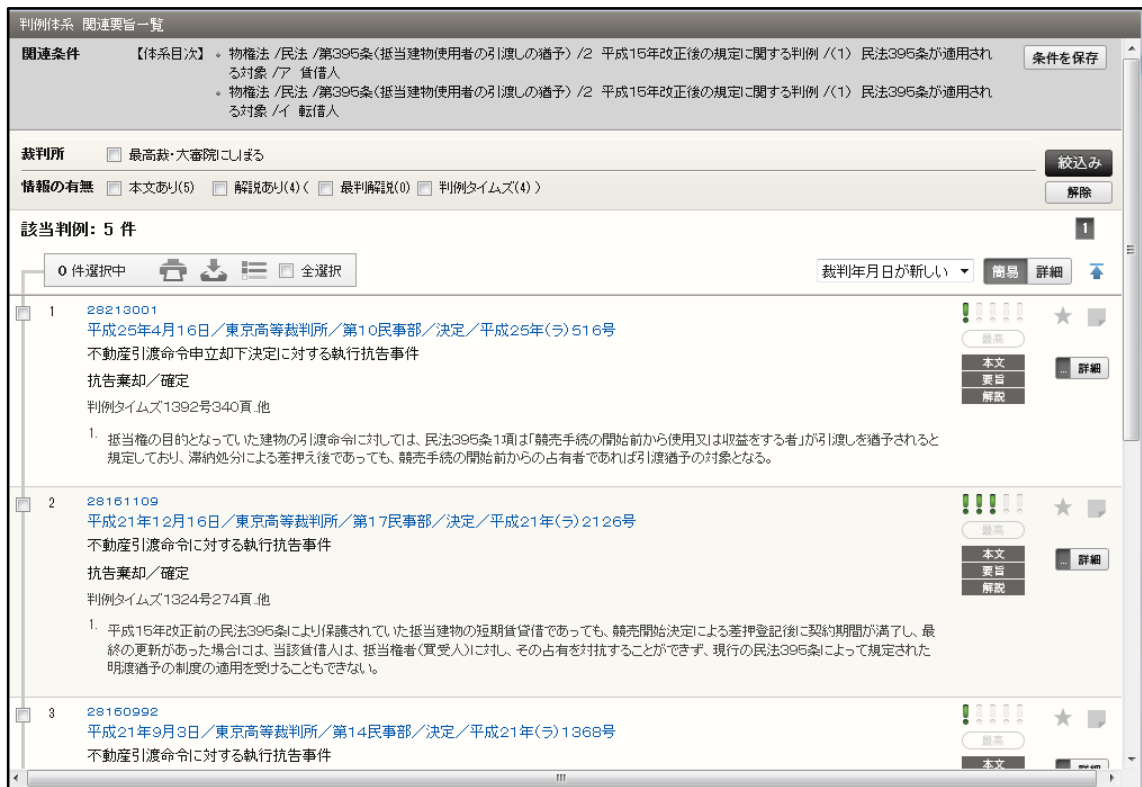 判例体系 関連要旨一覧
関連条件 【体系目次】 ・ 物権法 /民法 /第395条(抵当建物使用者の引渡しの猶予) /2 平成15年改正後の規定に関する判例 /(1) 民法395条が適用され 条件を保存
る対象 /ア 賃借人
・ 物権法 /民法 /第395条(抵当建物使用者の引渡しの猶予) /2 平成15年改正後の規定に関する判例 /(1) 民法395条が適用され
る対象 /イ 転借人
裁判所 最高裁・大審院にしぼる
絞込み
情報の有無 本文あり(5) 解説あり(4) ( 最判解説(0) 判例タイムズ(4) )
解除
該当判例: 5 件 1
0 件選択中 全選択 裁判年月日が新しい 簡易 詳細
1 28213001
平成25年4月16日/東京高等裁判所/第10民事部/決定/平成25年(ラ)516号
最高
不動産引渡命令申立却下決定に対する執行抗告事件
本文
... 詳細
抗告棄却/確定
要旨
解説
判例タイムズ1392号340頁.他
1. 抵当権の目的となっていた建物の引渡命令に対しては、民法395条1項は「競売手続の開始前から使用又は収益をする者」が引渡しを猶予されると
規定しており、滞納処分による差押え後であっても、競売手続の開始前からの占有者であれば引渡猶予の対象となる。
2 28161109
平成21年12月16日/東京高等裁判所/第17民事部/決定/平成21年(ラ)2126号
最高
不動産引渡命令に対する執行抗告事件
本文
... 詳細
抗告棄却/確定
要旨
解説
判例タイムズ1324号274頁.他
1. 平成15年改正前の民法395条により保護されていた抵当建物の短期賃貸借であっても、競売開始決定による差押登記後に契約期間が満了し、最
終の更新があった場合には、当該賃借人は、抵当権者(買受人)に対し、その占有を対抗することができず、現行の民法395条によって規定された
明渡猶予の制度の適用を受けることもできない。
3 28160992
平成21年9月3日/東京高等裁判所/第14民事部/決定/平成21年(ラ)1368号
最高
不動産引渡命令に対する執行抗告事件
本文